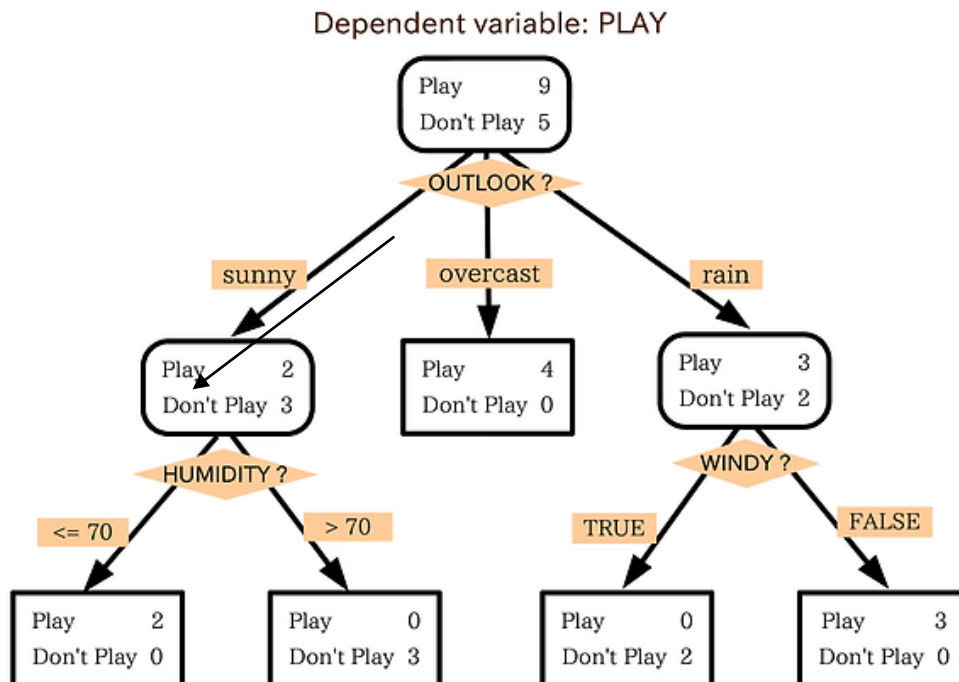 Dependent variable: PLAY
Play 9
Don't Play 5
OUTLOOK ?
sunny
overcast
rain
Play 2
Don't Play 3
Play 4
Don't Play 0
Play 3
Don't Play 2
HUMIDITY ?
WINDY ?
<= 70
> 70
TRUE
FALSE
Play 2
Don't Play 0
Play 0
Don't Play 3
Play 0
Don't Play 2
Play 3
Don't Play 0